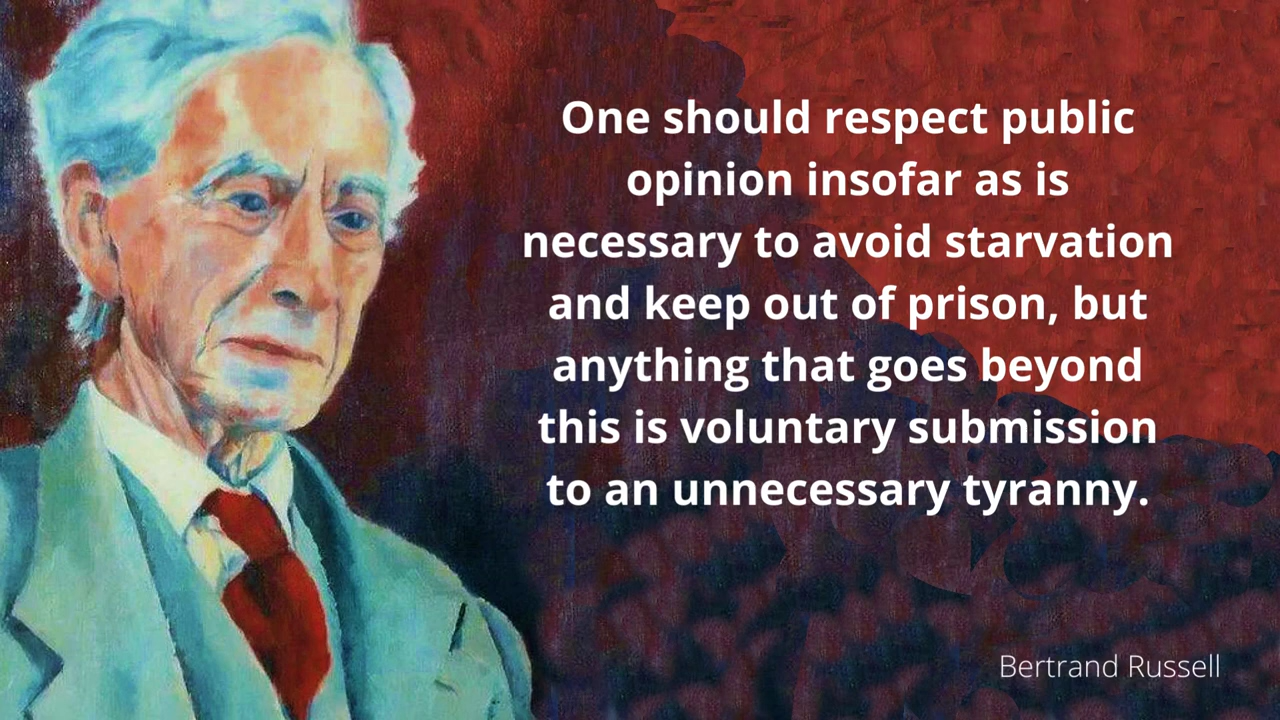 One should respect public
opinion insofar as is
necessary to avoid starvation
and keep out of prison, but
anything that goes beyond
this is voluntary submission
to an unnecessary tyranny.
Bertrand Russell